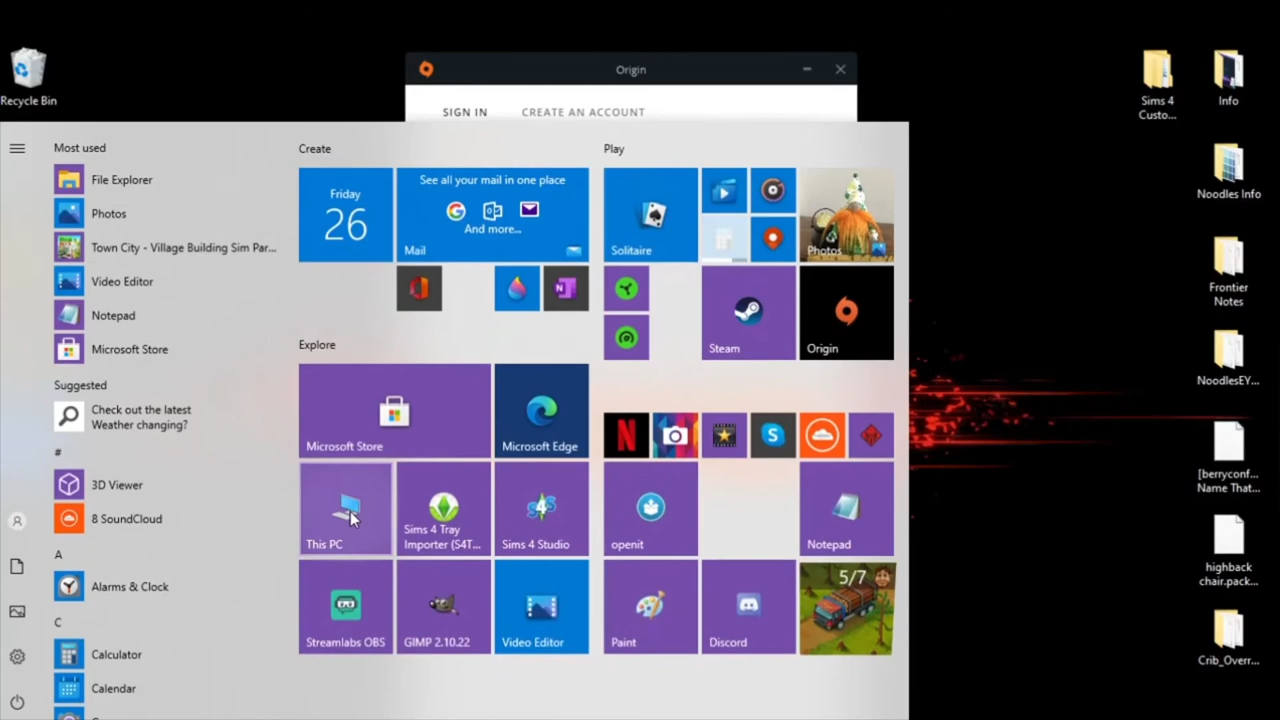 Recycle Bin
Origin
SIGN IN
CREATE AN ACCOUNT
Sims 4
Custo...
Info
Noodles Info
Frontier
Notes
NoodlesEY...
[berryconf...
Name That...
highback
chair.pack...
Crib_Overr...
Most used
File Explorer
Photos
Town City - Village Building Sim Par...
Video Editor
Notepad
Microsoft Store
Suggested
Check out the latest
Weather changing?
#
3D Viewer
8 SoundCloud
A
Alarms & Clock
C
Calculator
Calendar
Create
Friday
26
See all your mail in one place
And more...
Mail
Explore
Microsoft Store
Microsoft Edge
This PC
Sims 4 Tray
Importer (S4T...
S4
Sims 4 Studio
Streamlabs OBS
GIMP 2.10.22
Video Editor
Play
Solitaire
Photos
Steam
Origin
openit
Notepad
Paint
Discord
5/7